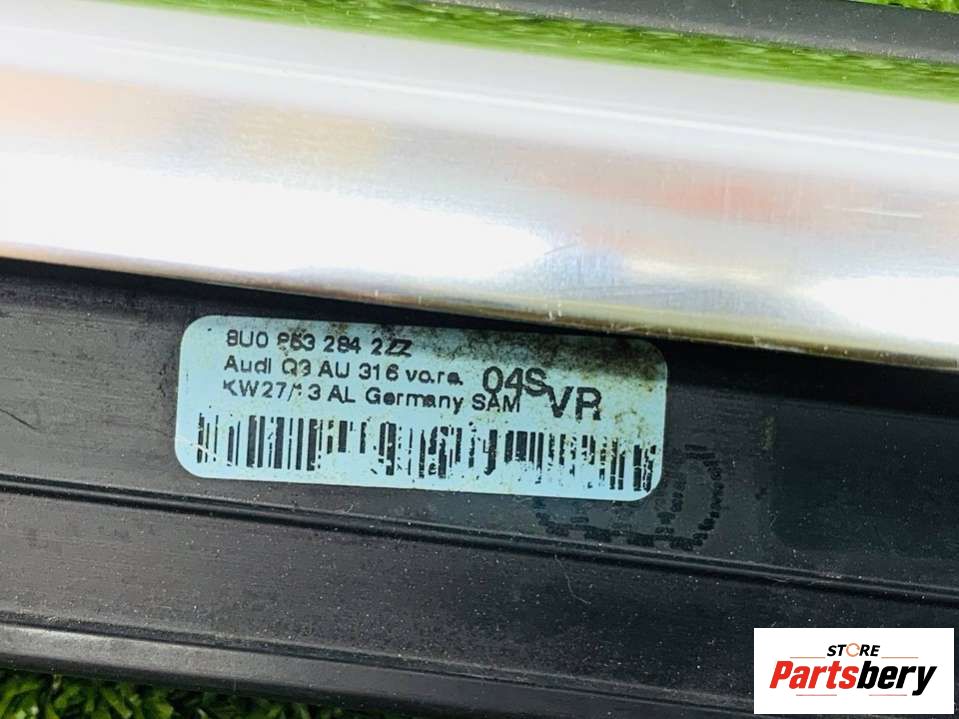 8U0 853 284 2ZZ
Audi Q3 AU 316 vo.re. 04S VR
KW27/13 AL Germany SAM
STORE
Partsbery